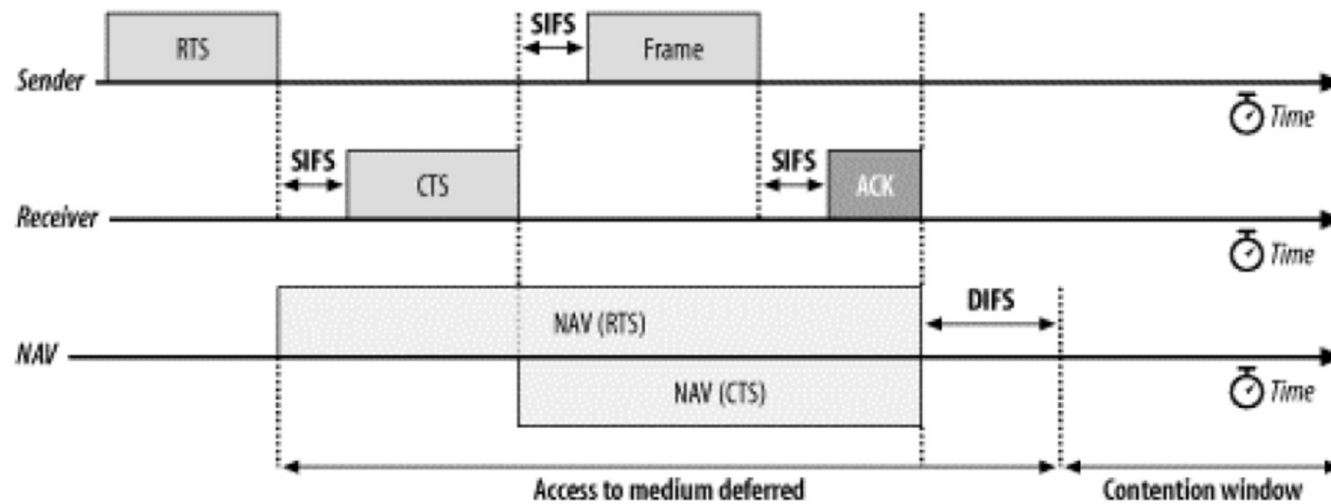 SIFS
RTS
Frame
Sender
Time
SIFS
SIFS
CTS
ACK
Receiver
Time
DIFS
NAV (RTS)
NAV
NAV (CTS)
Time
Access to medium deferred
Contention window